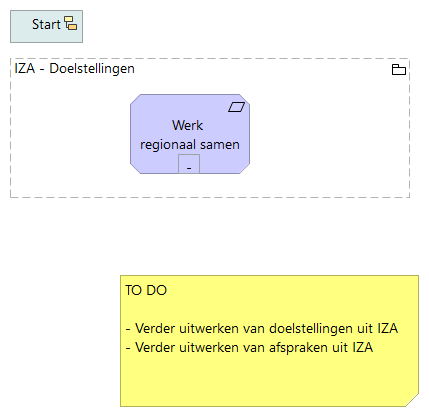 Start
IZA - Doelstellingen
Werk
regionaal samen
-
TO DO
- Verder uitwerken van doelstellingen uit IZA
- Verder uitwerken van afspraken uit IZA